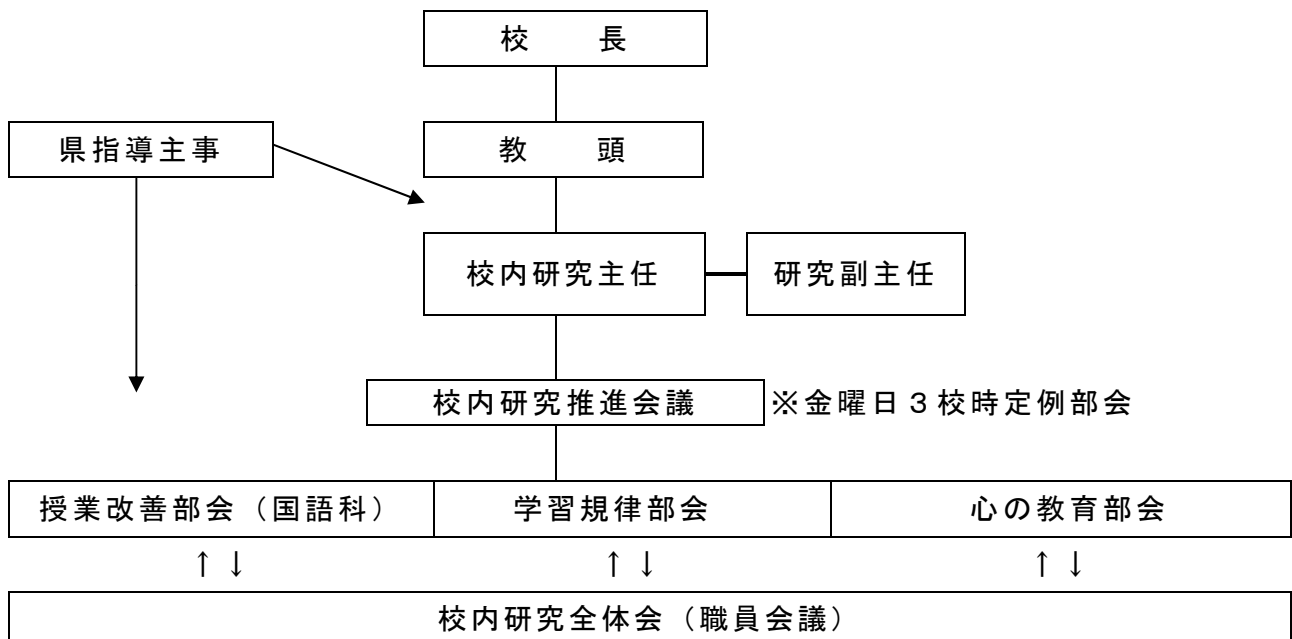 校　　長
県指導主事
教　　頭
校内研究主任
研究副主任
校内研究推進会議
※金曜日３校時定例部会
授業改善部会（国語科）
学習規律部会
心の教育部会
↑↓
↑↓
↑↓
校内研究全体会（職員会議）